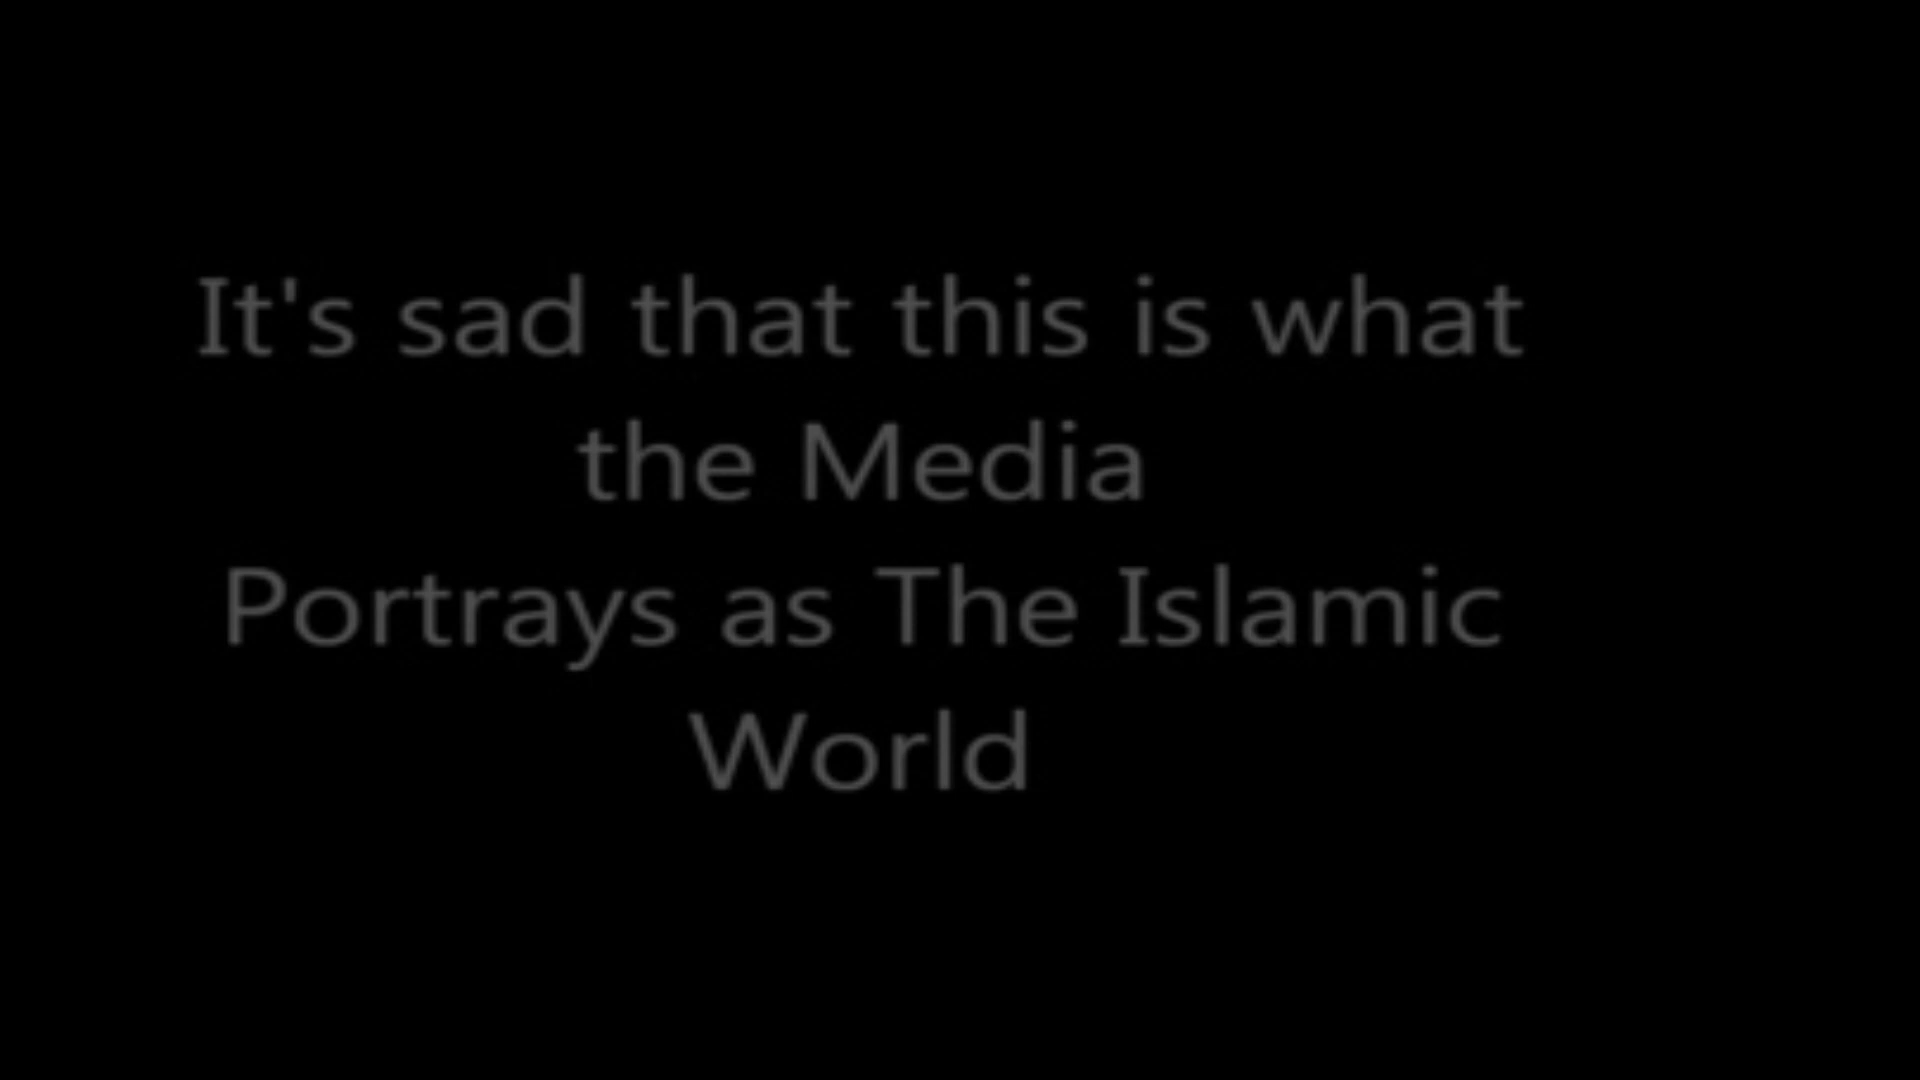 It's sad that this is what
the Media
Portrays as The Islamic
World